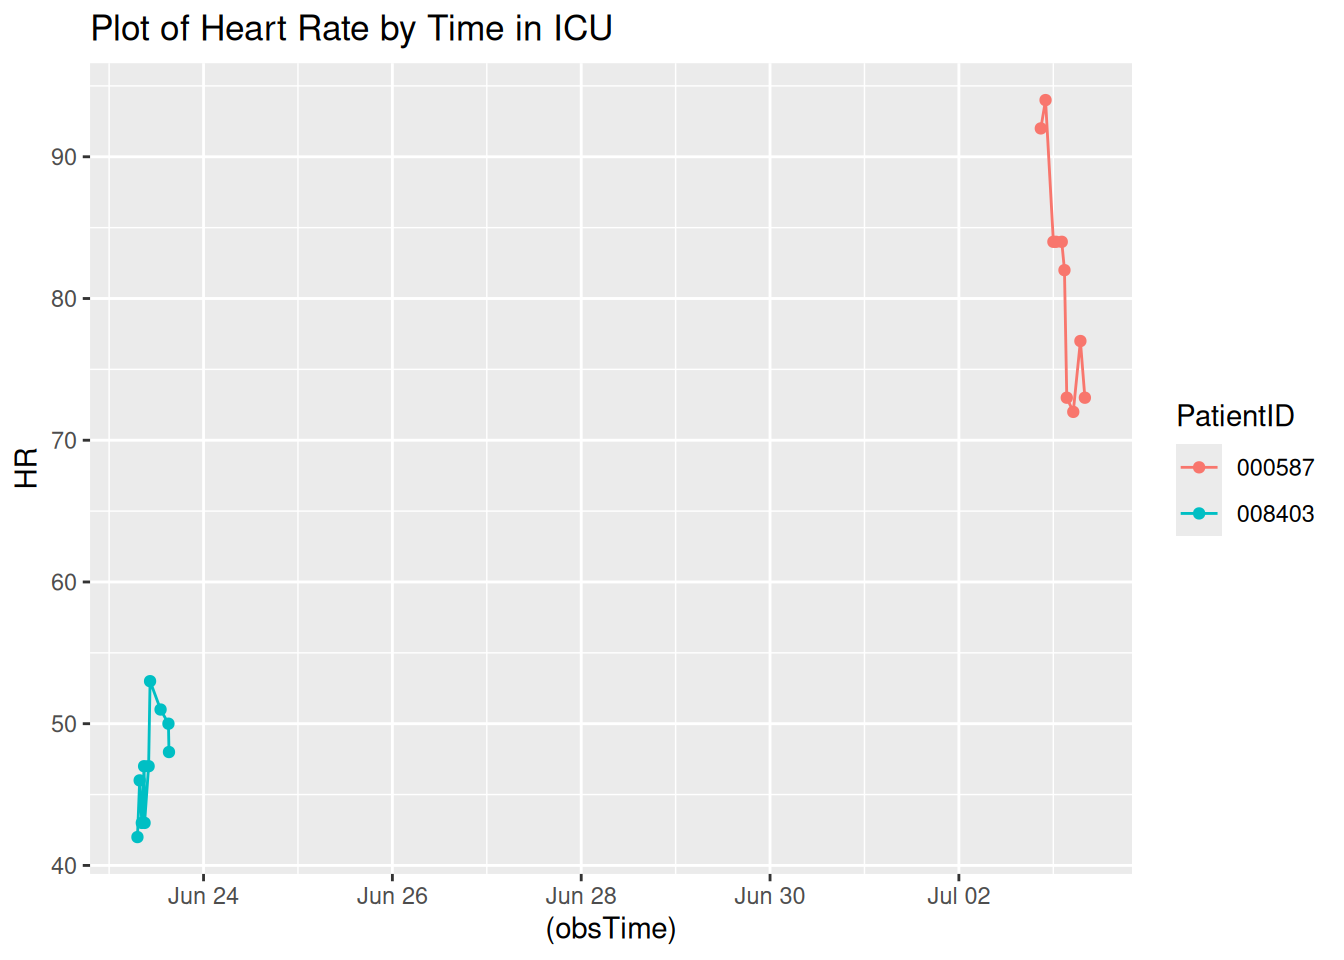 Plot of Heart Rate by Time in ICU
90
80
70
60
50
40
HR
Jun 24 Jun 26 Jun 28 Jun 30 Jul 02
(obsTime)
PatientID
000587
008403